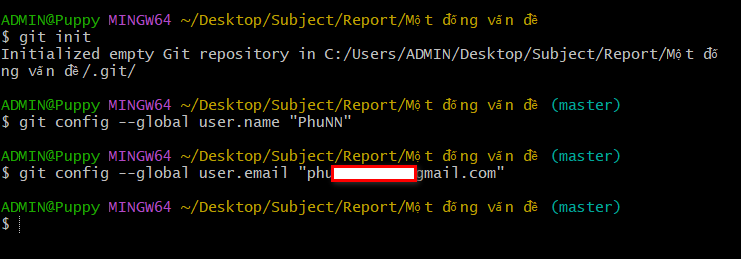 ADMIN@Puppy MINGW64 ~/Desktop/Subject/Report/Một đống vấn đề
$ git init
Initialized empty Git repository in C:/Users/ADMIN/Desktop/Subject/Report/Một đố
ng vấn đề/.git/
ADMIN@Puppy MINGW64 ~/Desktop/Subject/Report/Một đống vấn đề (master)
$ git config --global user.name "PhuNN"
ADMIN@Puppy MINGW64 ~/Desktop/Subject/Report/Một đống vấn đề (master)
$ git config --global user.email "phu gmail.com"
ADMIN@Puppy MINGW64 ~/Desktop/Subject/Report/Một đống vấn đề (master)
$